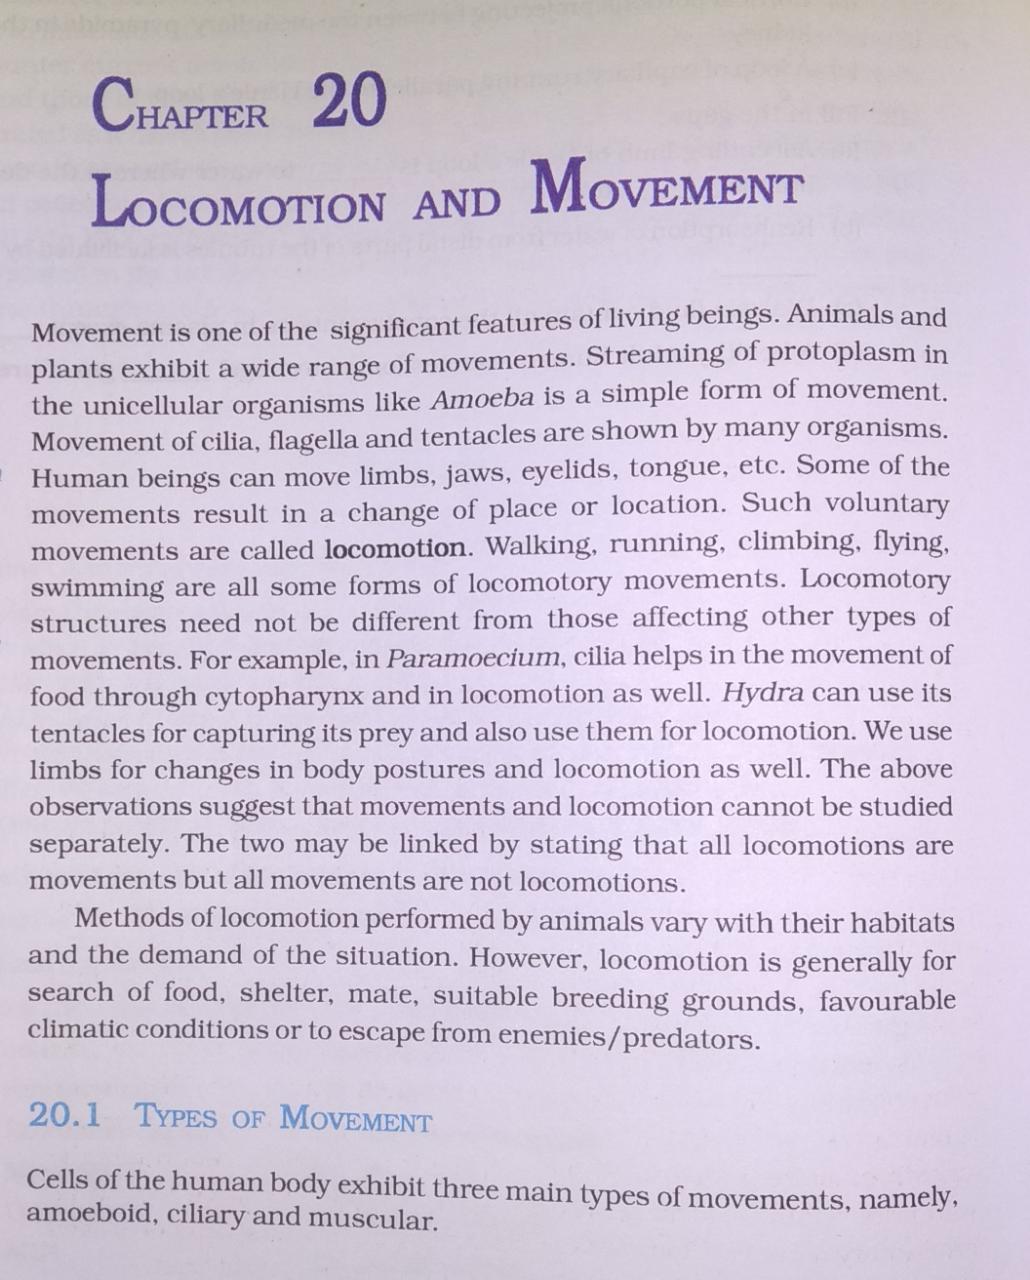 CHAPTER 20
LOCOMOTION AND MOVEMENT
Movement is one of the significant features of living beings. Animals and
plants exhibit a wide range of movements. Streaming of protoplasm in
the unicellular organisms like Amoeba is a simple form of movement.
Movement of cilia, flagella and tentacles are shown by many organisms.
Human beings can move limbs, jaws, eyelids, tongue, etc. Some of the
movements result in a change of place or location. Such voluntary
movements are called locomotion. Walking, running, climbing, flying,
swimming are all some forms of locomotory movements. Locomotory
structures need not be different from those affecting other types of
movements. For example, in Paramoecium, cilia helps in the movement of
food through cytopharynx and in locomotion as well. Hydra can use its
tentacles for capturing its prey and also use them for locomotion. We use
limbs for changes in body postures and locomotion as well. The above
observations suggest that movements and locomotion cannot be studied
separately. The two may be linked by stating that all locomotions are
movements but all movements are not locomotions.
Methods of locomotion performed by animals vary with their habitats
and the demand of the situation. However, locomotion is generally for
search of food, shelter, mate, suitable breeding grounds, favourable
climatic conditions or to escape from enemies/predators.
20.1 TYPES OF MOVEMENT
Cells of the human body exhibit three main types of movements, namely,
amoeboid, ciliary and muscular.